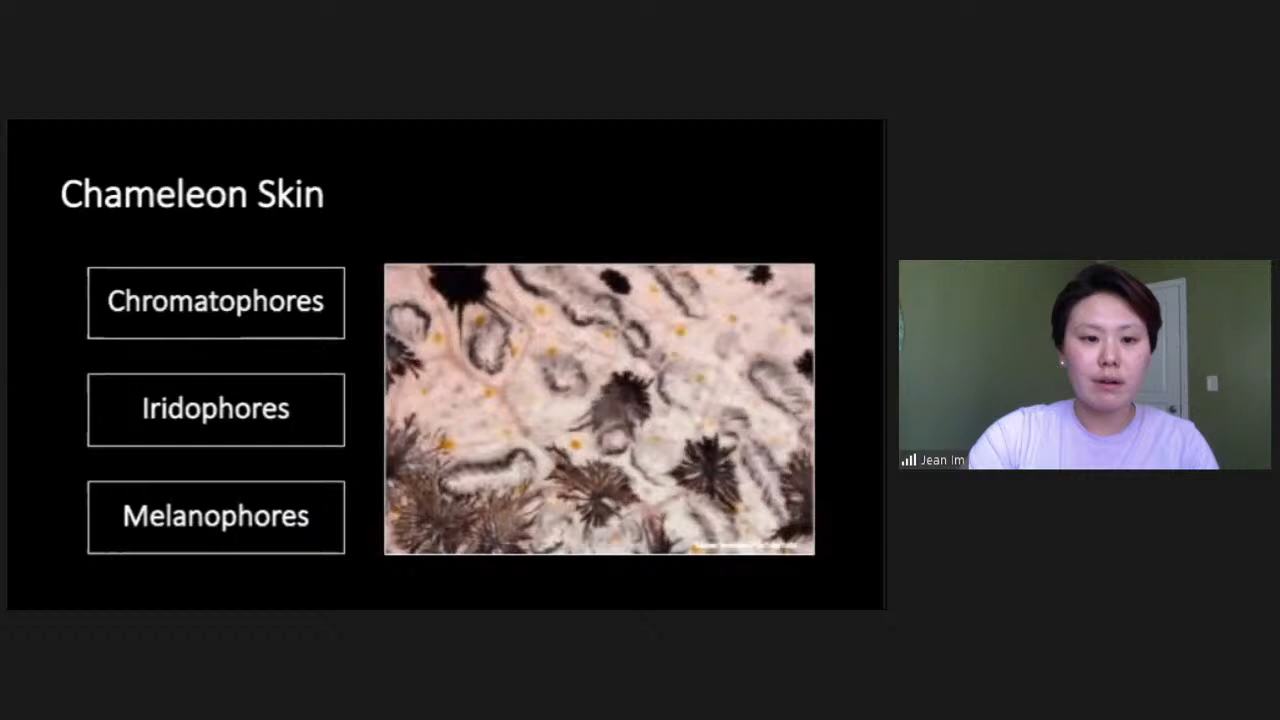 Chameleon Skin
Chromatophores
Iridophores
Melanophores
Jean Im